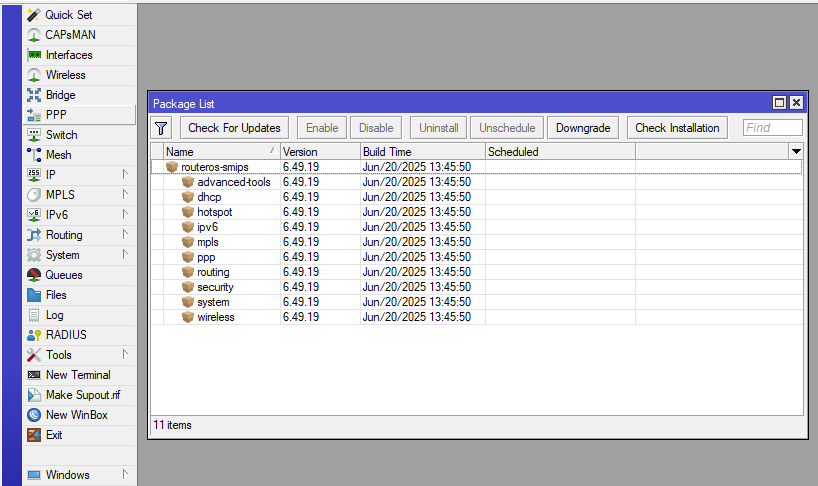 Quick Set
CAPsMAN
Interfaces
Wireless
Bridge
PPP
Switch
Mesh
255 IP
MPLS
v6 IPv6
Routing
System
Queues
Files
Log
RADIUS
Tools
New Terminal
Make Supout.rif
New WinBox
Exit
Windows
Package List
Check For Updates Enable Disable Uninstall Unschedule Downgrade Check Installation Find
Name Version Build Time Scheduled
routeros-smips 6.49.19 Jun/20/2025 13:45:50
advanced-tools 6.49.19 Jun/20/2025 13:45:50
dhcp 6.49.19 Jun/20/2025 13:45:50
hotspot 6.49.19 Jun/20/2025 13:45:50
ipv6 6.49.19 Jun/20/2025 13:45:50
mpls 6.49.19 Jun/20/2025 13:45:50
ppp 6.49.19 Jun/20/2025 13:45:50
routing 6.49.19 Jun/20/2025 13:45:50
security 6.49.19 Jun/20/2025 13:45:50
system 6.49.19 Jun/20/2025 13:45:50
wireless 6.49.19 Jun/20/2025 13:45:50
11 items